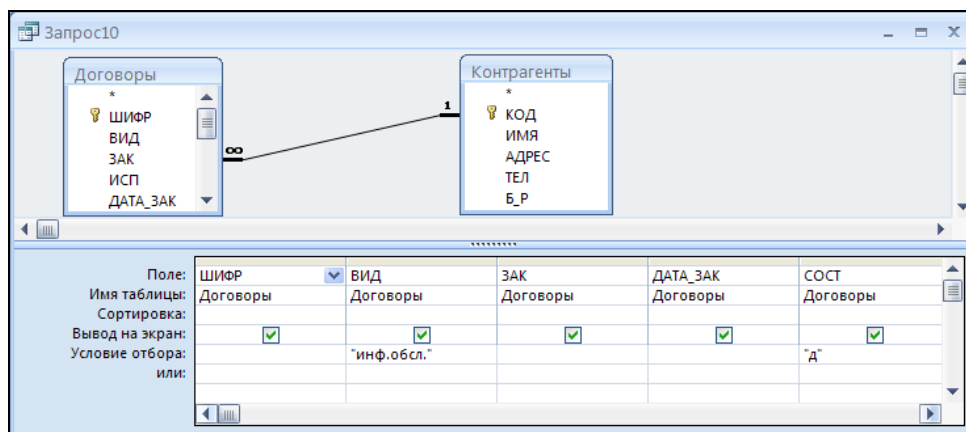 Запрос10
Договоры
*
ШИФР
ВИД
ЗАК
ИСП
ДАТА_ЗАК
∞
1
Контрагенты
*
КОД
ИМЯ
АДРЕС
ТЕЛ
Б_Р
Поле: ШИФР ВИД ЗАК ДАТА_ЗАК СОСТ
Имя таблицы: Договоры Договоры Договоры Договоры Договоры
Сортировка:
Вывод на экран:
Условие отбора: "инф.обсл." "д"
или: